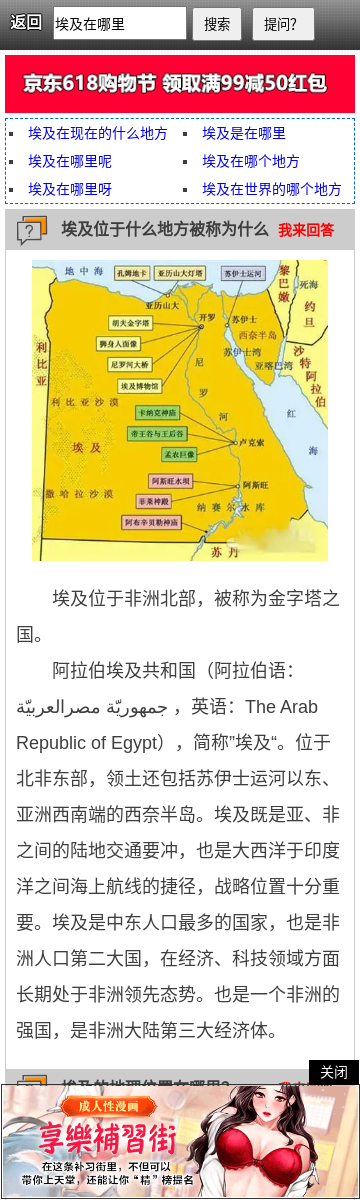 返回 埃及在哪里 搜索 提问？
京东618购物节 领取满99减50红包
埃及在现在的什么地方 埃及是在哪里
埃及在哪里呢 埃及在哪个地方
埃及在哪里呀 埃及在世界的哪个地方
埃及位于什么地方被称为什么 我来回答
地中海 孔姆地卡 亚历山大灯塔 苏伊士运河 黎巴嫩 死海
亚历山大 约旦
开罗 苏伊士
胡夫金字塔 西奈半岛
狮身人面像 苏伊士湾 沙特阿拉伯
利比亚 尼罗河大桥 亚喀巴湾
埃及博物馆 尼罗河
利比亚沙漠 卡纳克神庙 红海
帝王谷与王后谷
埃及 孟农巨像 卢克索
阿斯旺水坝 阿斯旺
撒哈拉沙漠 菲莱神殿 纳赛尔水库
阿布辛贝勒神庙
苏丹
埃及位于非洲北部，被称为金字塔之
国。
阿拉伯埃及共和国（阿拉伯语：
جمهوريّة مصرالعربيّة ，英语：The Arab
Republic of Egypt），简称”埃及“。位于
北非东部，领土还包括苏伊士运河以东、
亚洲西南端的西奈半岛。埃及既是亚、非
之间的陆地交通要冲，也是大西洋于印度
洋之间海上航线的捷径，战略位置十分重
要。埃及是中东人口最多的国家，也是非
洲人口第二大国，在经济、科技领域方面
长期处于非洲领先态势。也是一个非洲的
强国，是非洲大陆第三大经济体。
关闭
埃及的地理位置在哪里?
成人性漫画
享樂補習街
在这条补习街里，不但可以
带你上天堂，还能让你“精”榜提名